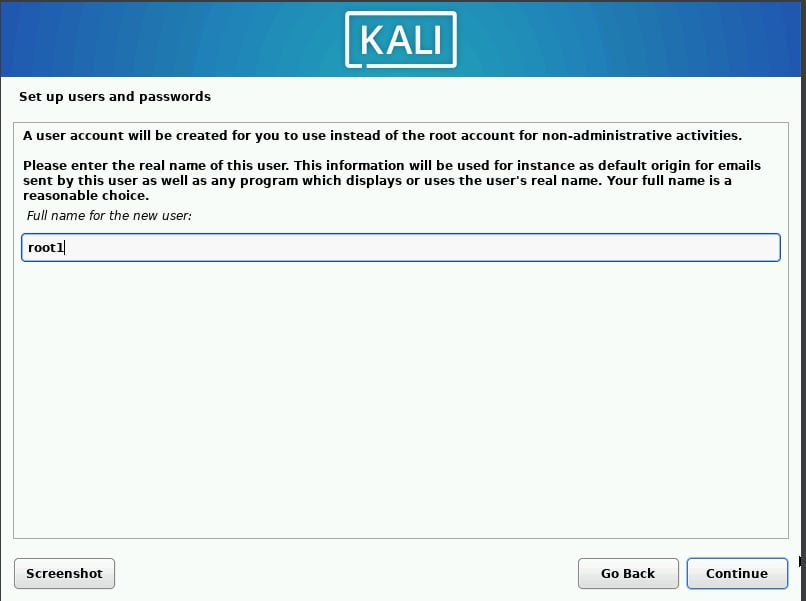 KALI
Set up users and passwords
A user account will be created for you to use instead of the root account for non-administrative activities.
Please enter the real name of this user. This information will be used for instance as default origin for emails
sent by this user as well as any program which displays or uses the user's real name. Your full name is a
reasonable choice.
Full name for the new user:
root1
Screenshot
Go Back
Continue